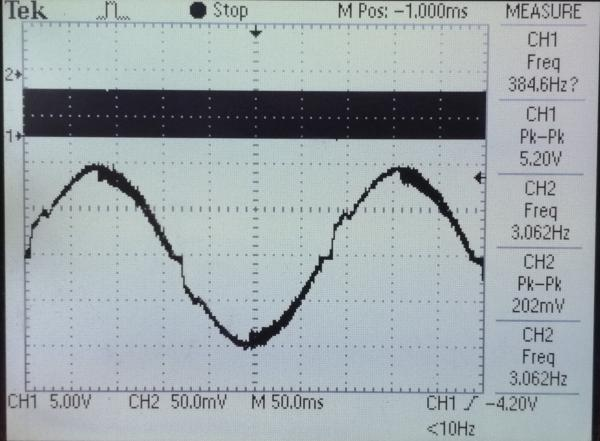 Tek Stop M Pos: -1.000ms MEASURE
CH1
Freq
384.6Hz?
CH1
Pk-Pk
5.20V
CH2
Freq
3.062Hz
CH2
Pk-Pk
202mV
CH2
Freq
3.062Hz
2
1
CH1 5.00V CH2 50.0mV M 50.0ms CH1 -4.20V
<10Hz